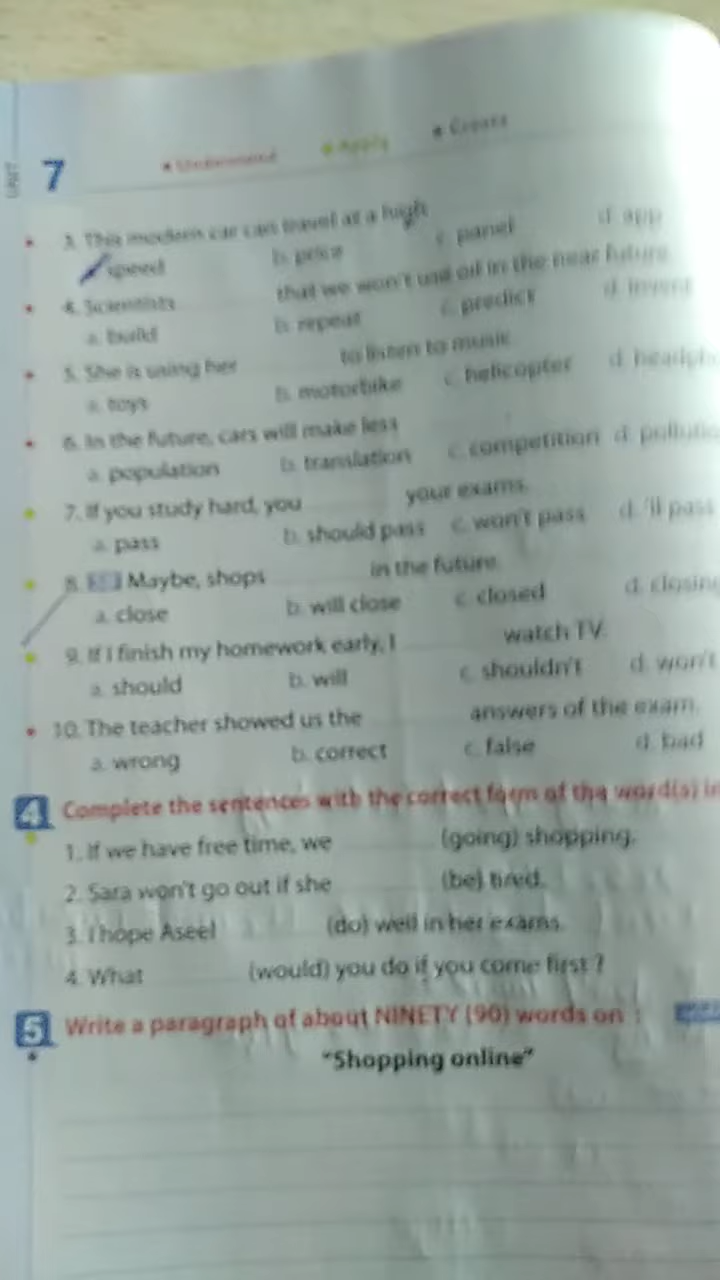 7
• Understand • Apply • Create
3. This modern car can travel at a high
speed b. price c. panel d. app
4. Scientists that we won't use oil in the near future.
a. build b. repeat c. predict d. invent
5. She is using her to listen to music.
a. toys b. motorbike c. helicopter
6. In the future, cars will make less
a. population b. translation c. competition d.
7. If you study hard, you your exams.
a. pass b. should pass c. won't pass d. 'll pass
8. Maybe, shops in the future.
a. close b. will close c. closed d. closing
9. If I finish my homework early, I watch TV.
a. should b. will c. shouldn't d. won't
10. The teacher showed us the answers of the exam.
a. wrong b. correct c. false d. bad
4 Complete the sentences with the correct form of the word(s) in
1. If we have free time, we (going) shopping.
2. Sara won't go out if she (be) tired.
3. I hope Aseel (do) well in her exams.
4. What (would) you do if you come first?
5 Write a paragraph of about NINETY (90) words on :
"Shopping online"